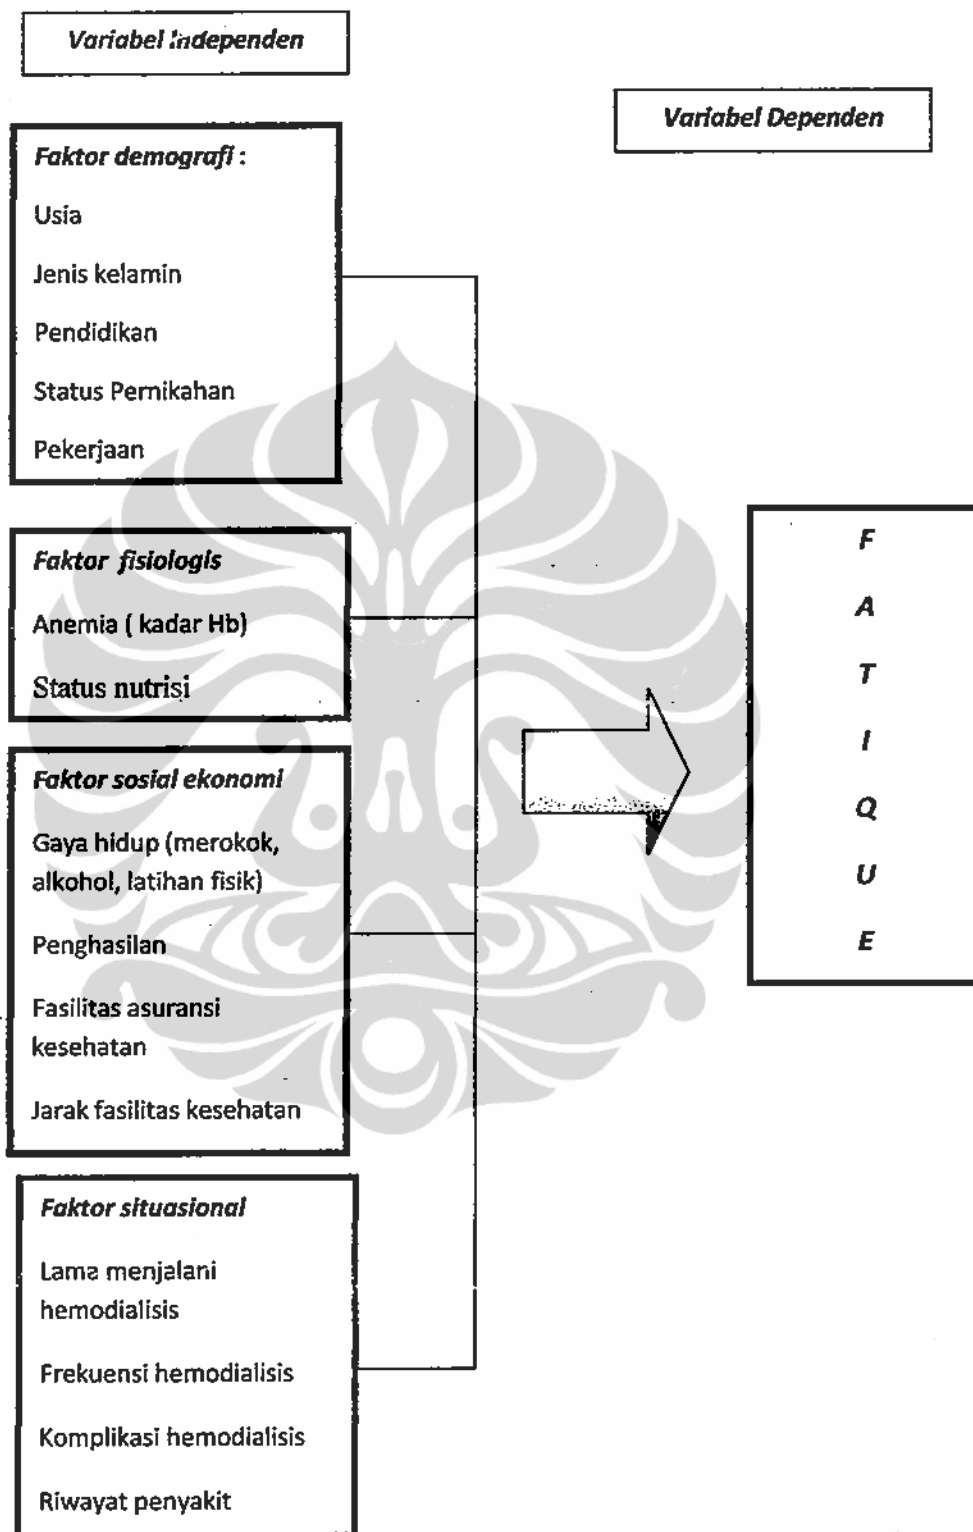 Variabel Independen
Variabel Dependen
Faktor demografi :
Usia
Jenis kelamin
Pendidikan
Status Pernikahan
Pekerjaan
Faktor fisiologis
Anemia ( kadar Hb)
Status nutrisi
Faktor sosial ekonomi
Gaya hidup (merokok,
alkohol, latihan fisik)
Penghasilan
Fasilitas asuransi
kesehatan
Jarak fasilitas kesehatan
Faktor situasional
Lama menjalani
hemodialisis
Frekuensi hemodialisis
Komplikasi hemodialisis
Riwayat penyakit
F
A
T
I
Q
U
E